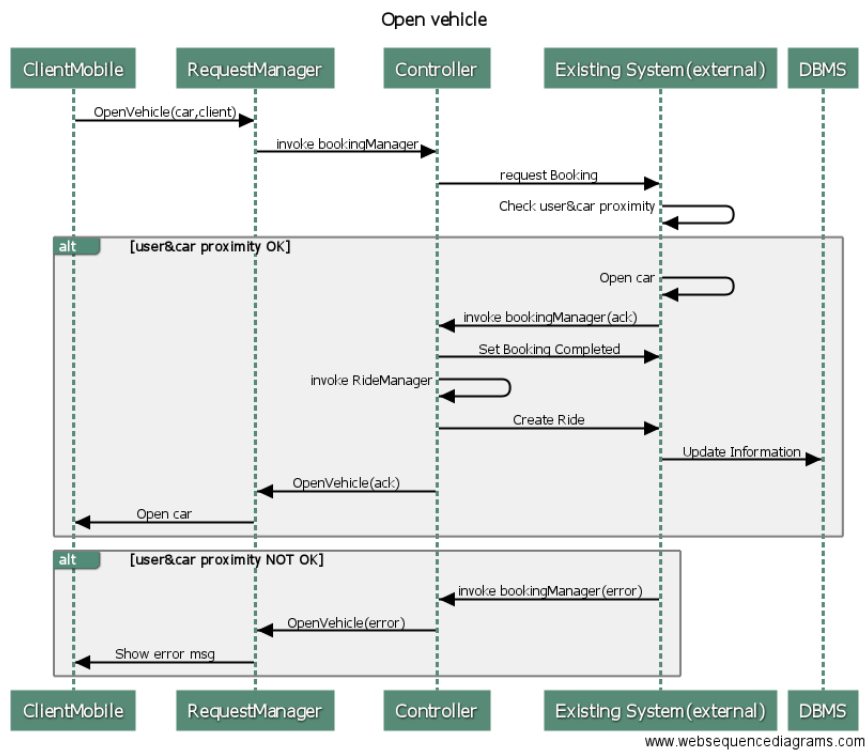 Open vehicle
ClientMobile RequestManager Controller Existing System(external) DBMS
OpenVehicle(car,client)
invoke bookingManager
request Booking
Check user&car proximity
alt [user&car proximity OK]
Open car
invoke bookingManager(ack)
Set Booking Completed
invoke RideManager
Create Ride
Update Information
OpenVehicle(ack)
Open car
alt [user&car proximity NOT OK]
invoke bookingManager(error)
OpenVehicle(error)
Show error msg
ClientMobile RequestManager Controller Existing System(external) DBMS
www.websequencediagrams.com